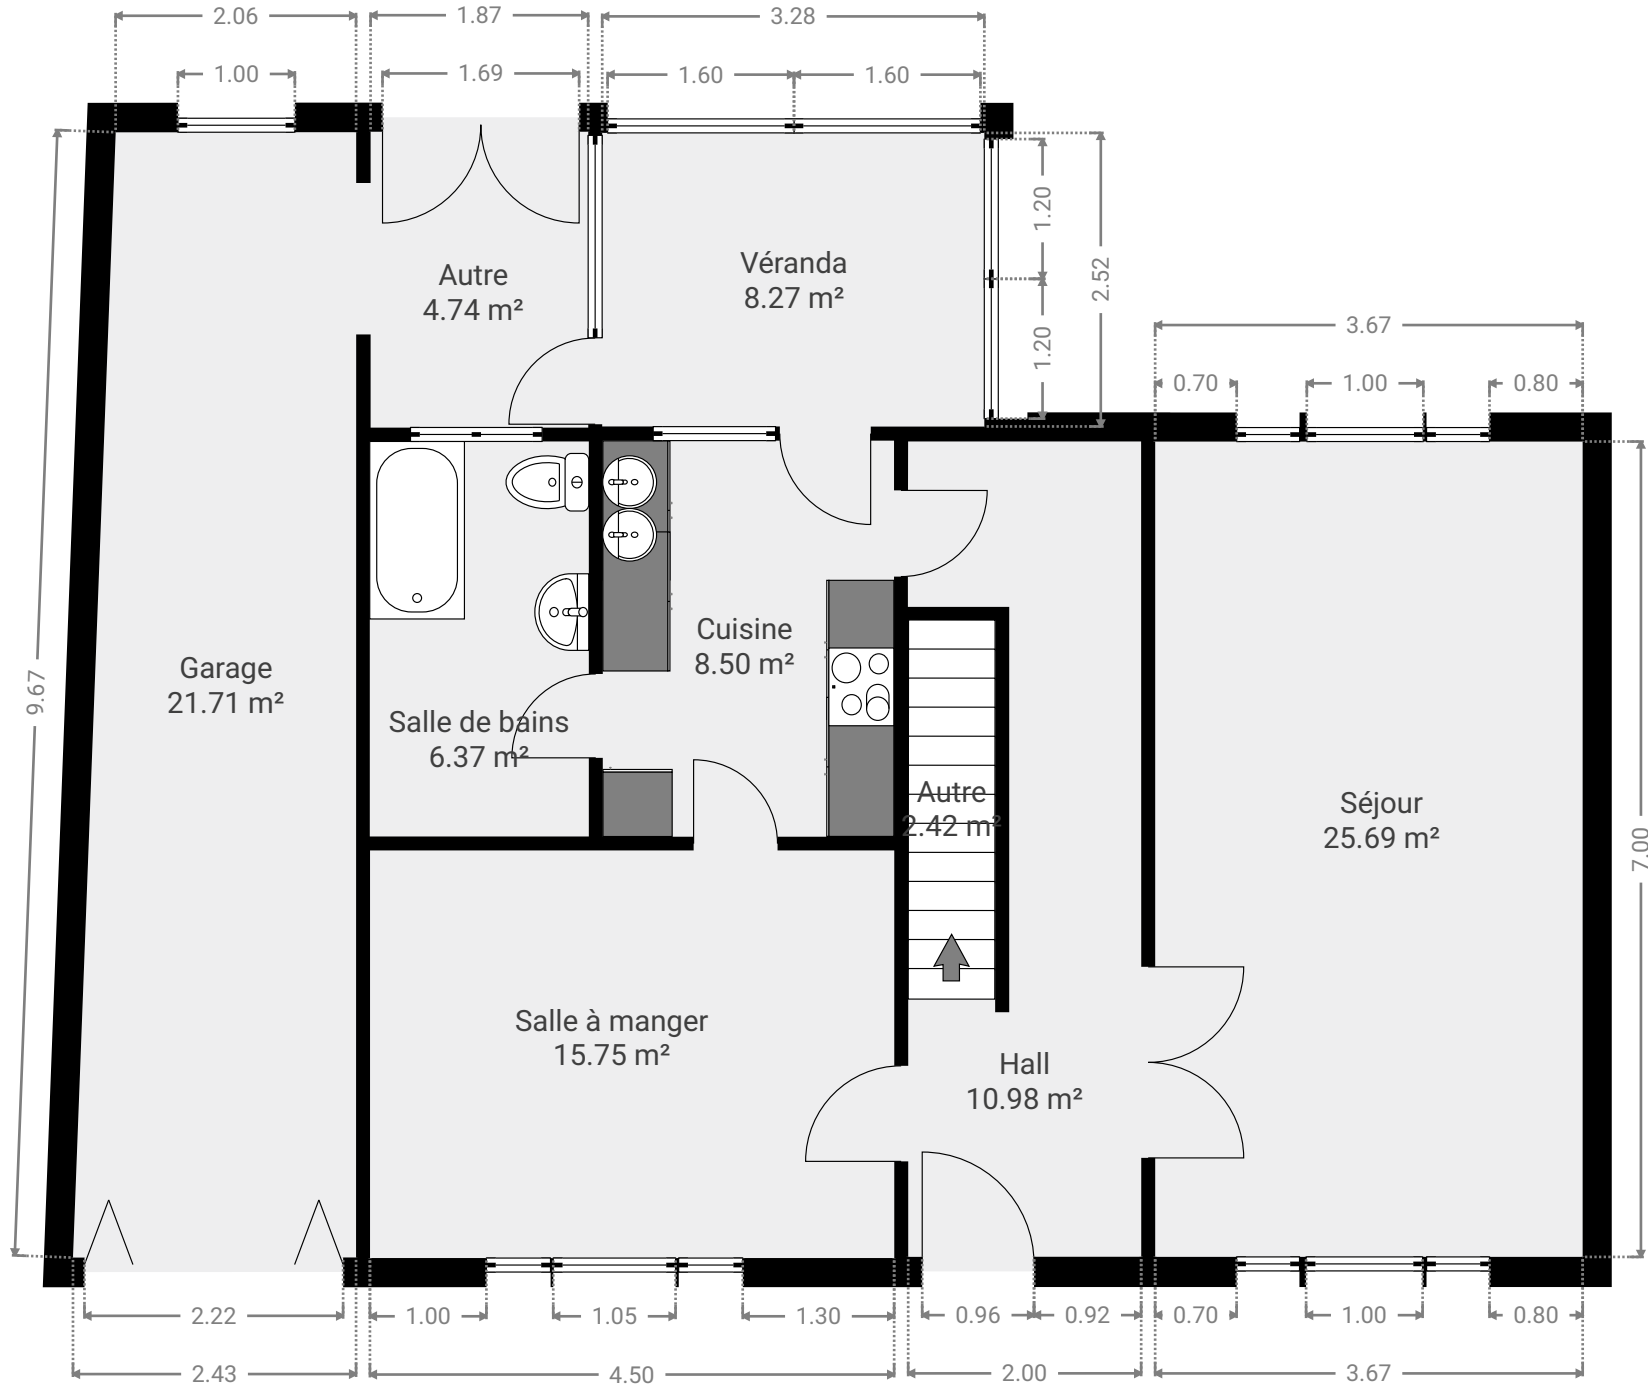 2.06
1.87
3.28
1.00
1.69
1.60
1.60
1.20
2.52
1.20
Véranda
8.27 m²
Autre
4.74 m²
3.67
0.70
1.00
0.80
9.67
Garage
21.71 m²
Salle de bains
6.37 m²
Cuisine
8.50 m²
Autre
2.42 m²
Séjour
25.69 m²
7.00
Salle à manger
15.75 m²
Hall
10.98 m²
2.22
1.00
1.05
1.30
0.96
0.92
0.70
1.00
0.80
2.43
4.50
2.00
3.67